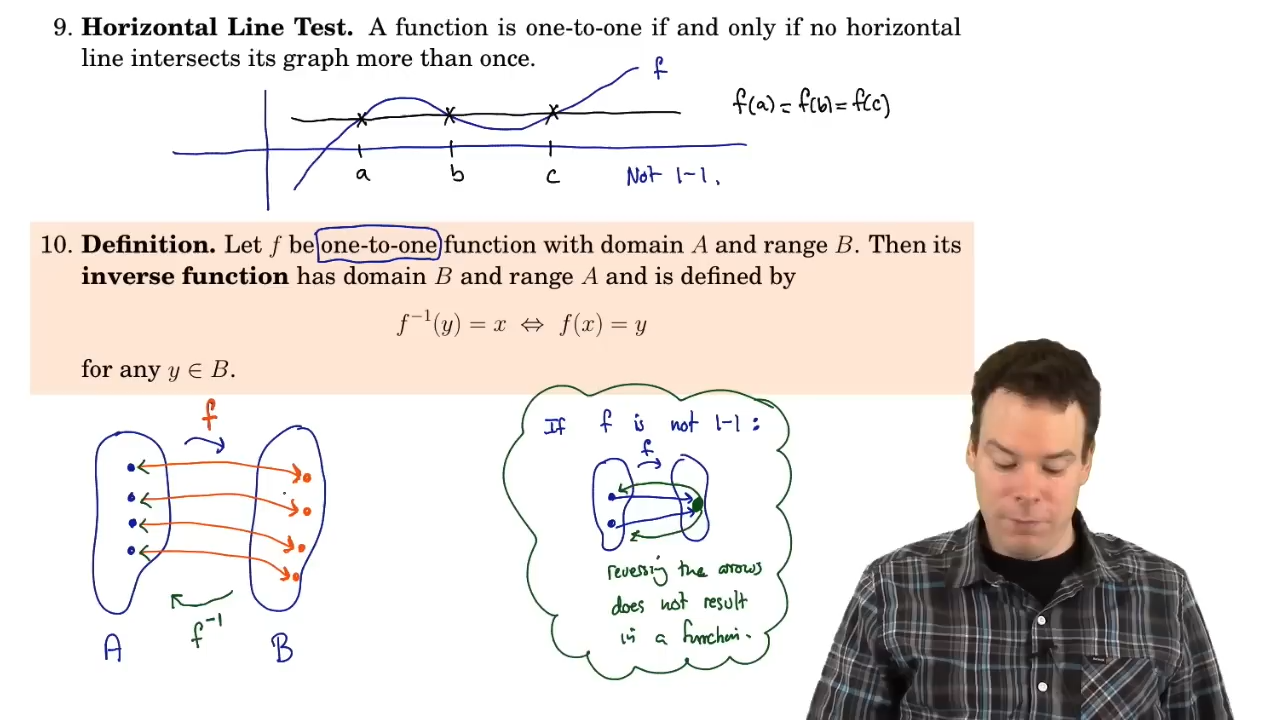 9. Horizontal Line Test. A function is one-to-one if and only if no horizontal
line intersects its graph more than once.
f
f(a) = f(b) = f(c)
a b c Not 1-1.
10. Definition. Let f be one-to-one function with domain A and range B. Then its
inverse function has domain B and range A and is defined by
f⁻¹(y) = x ⇔ f(x) = y
for any y ∈ B.
f
f⁻¹
A B
If f is not 1-1:
f
reversing the arrows
does not result
in a function.